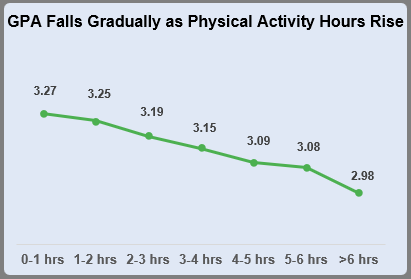 GPA Falls Gradually as Physical Activity Hours Rise
3.27 3.25 3.19 3.15 3.09 3.08 2.98
0-1 hrs 1-2 hrs 2-3 hrs 3-4 hrs 4-5 hrs 5-6 hrs >6 hrs